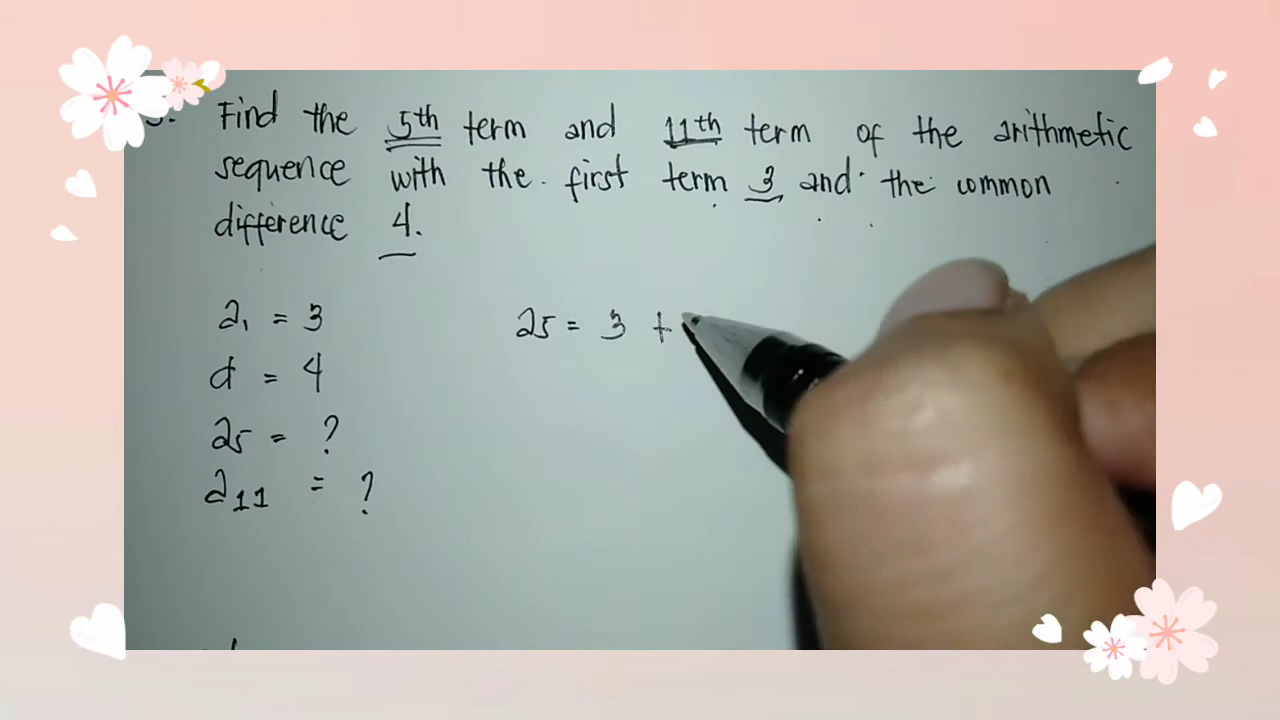 Find the 5th term and 11th term of the arithmetic
sequence with the first term 3 and the common
difference 4.
a₁ = 3
d = 4
a₅ = ?
a₁₁ = ?
a₅ = 3 +